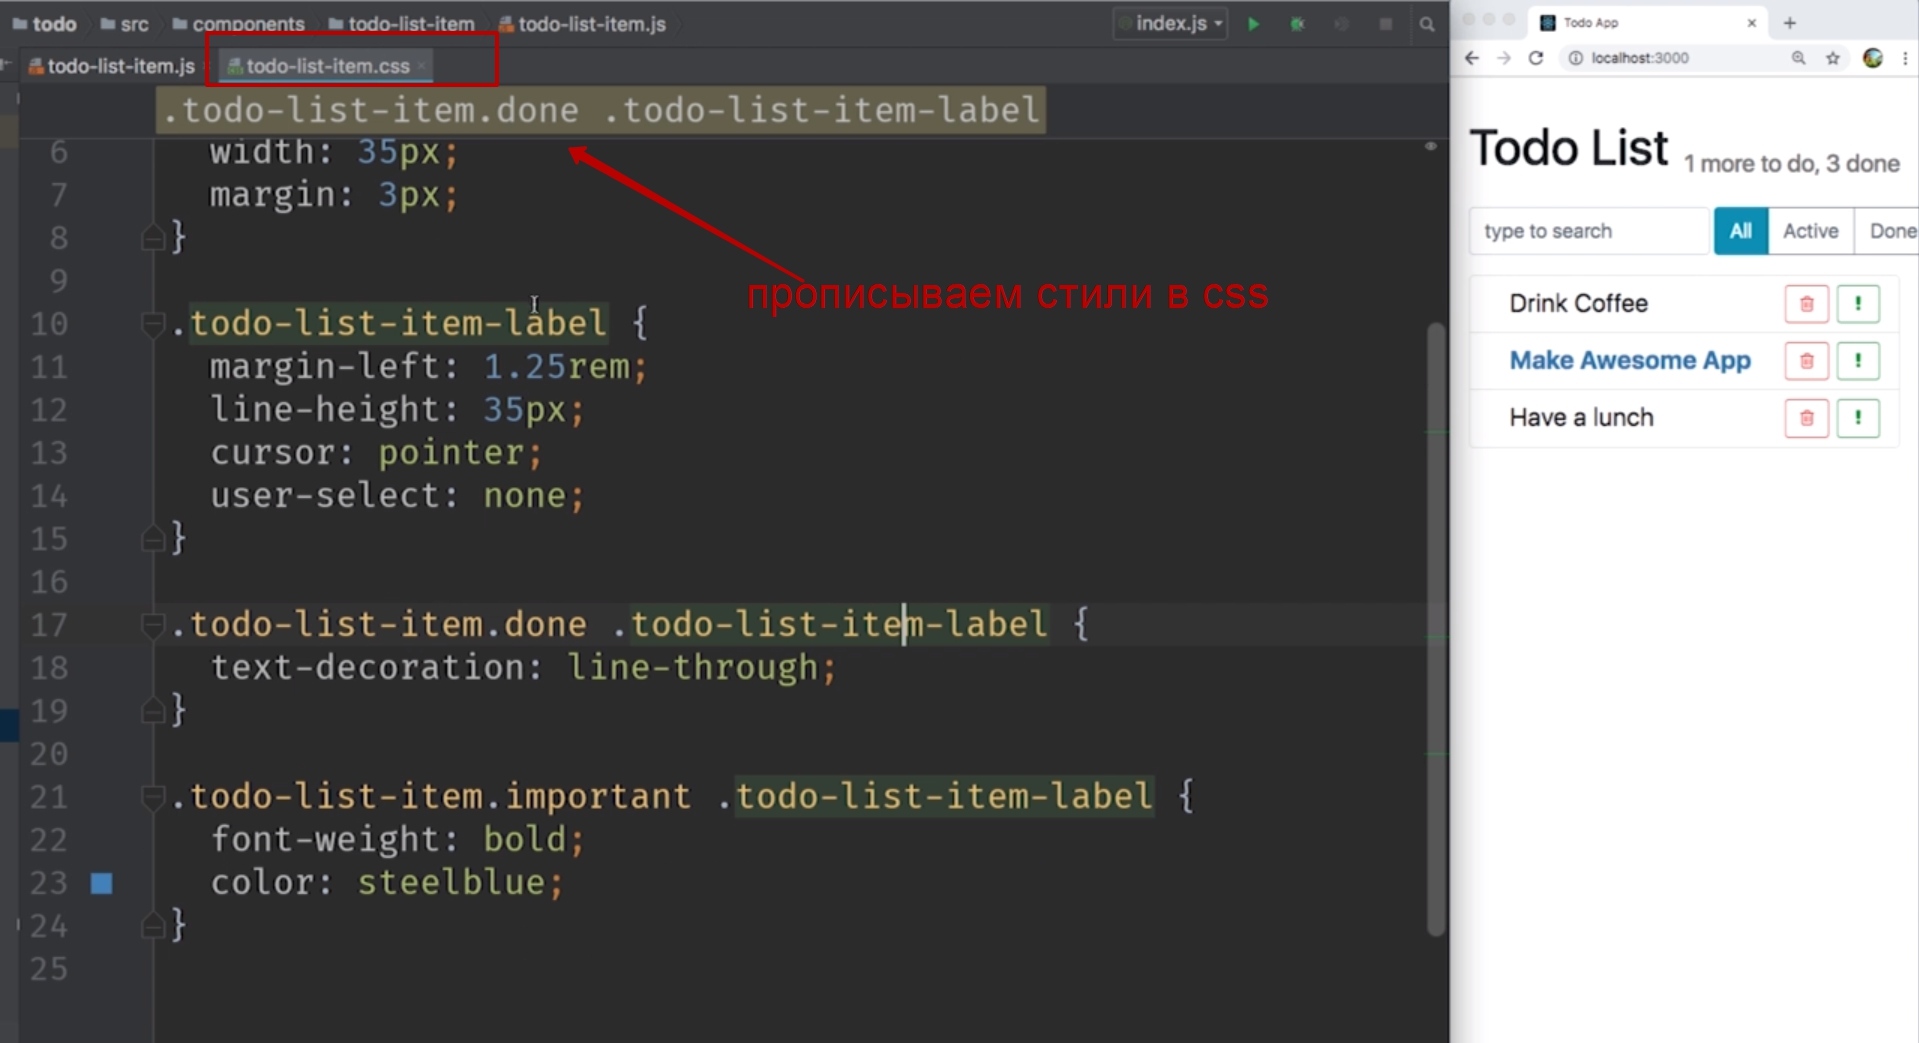 todo src components todo-list-item todo-list-item.js index.js
todo-list-item.js todo-list-item.css
.todo-list-item.done .todo-list-item-label
6 width: 35px;
7 margin: 3px;
8 }
9
прописываем стили в css
10 .todo-list-item-label {
11 margin-left: 1.25rem;
12 line-height: 35px;
13 cursor: pointer;
14 user-select: none;
15 }
16
17 .todo-list-item.done .todo-list-item-label {
18 text-decoration: line-through;
19 }
20
21 .todo-list-item.important .todo-list-item-label {
22 font-weight: bold;
23 color: steelblue;
24 }
25
Todo App
localhost:3000
Todo List 1 more to do, 3 done
type to search All Active Done
Drink Coffee
Make Awesome App
Have a lunch